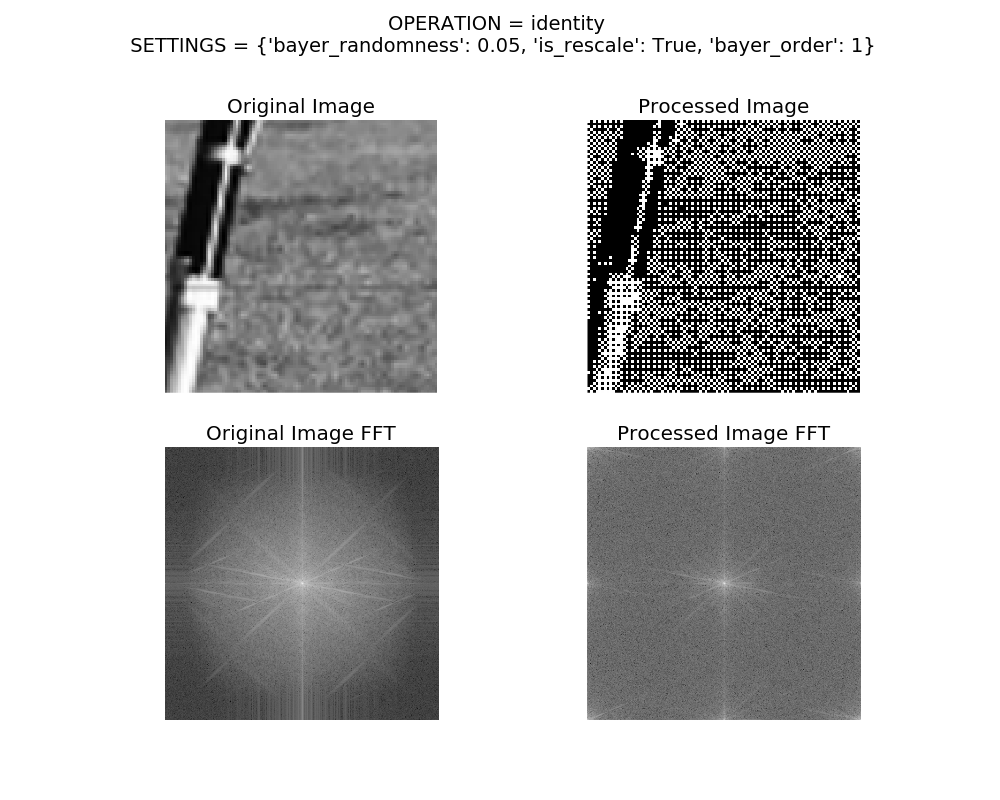 OPERATION = identity
SETTINGS = {'bayer_randomness': 0.05, 'is_rescale': True, 'bayer_order': 1}
Original Image
Processed Image
Original Image FFT
Processed Image FFT